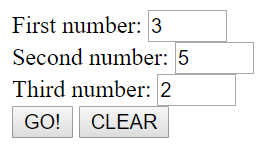 First number: 3
Second number: 5
Third number: 2
GO! CLEAR